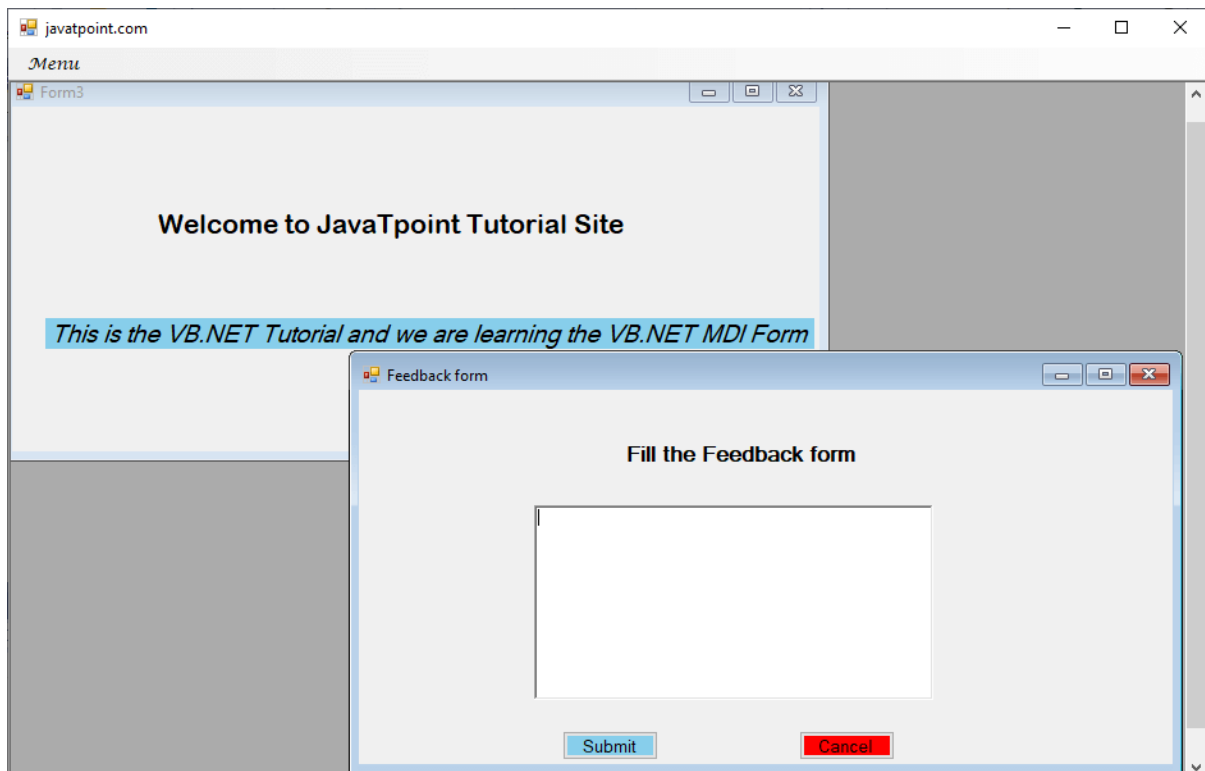 javatpoint.com
Menu
Form3
Welcome to JavaTpoint Tutorial Site
This is the VB.NET Tutorial and we are learning the VB.NET MDI Form
Feedback form
Fill the Feedback form
Submit
Cancel